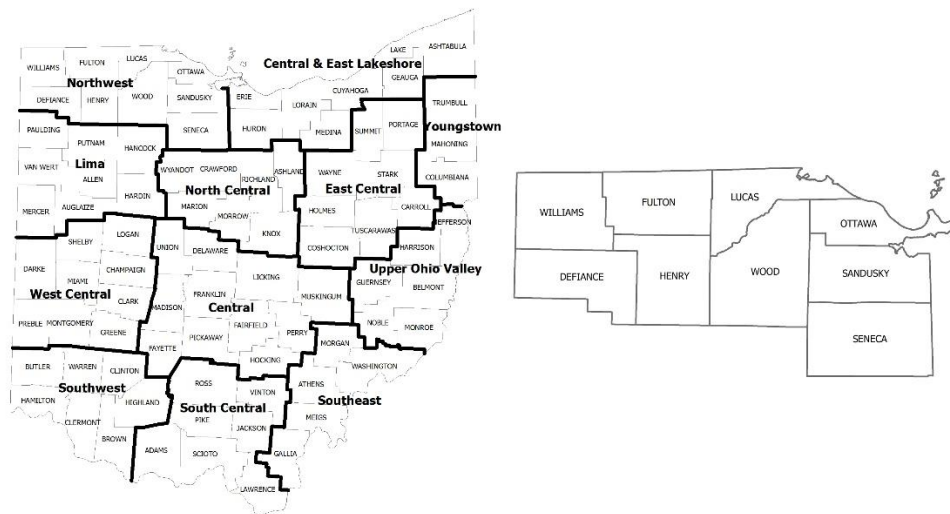 LAKE
ASHTABULA
LUCAS
FULTON
WILLIAMS
OTTAWA
Central & East Lakeshore
GEAUGA
Northwest
CUYAHOGA
DEFIANCE
HENRY
WOOD
SANDUSKY
ERIE
LORAIN
TRUMBULL
PORTAGE
SUMMIT
HURON
MEDINA
Youngstown
PAULDING
SENECA
PUTNAM
HANCOCK
MAHONING
VAN WERT
Lima
ALLEN
WYANDOT
CRAWFORD
RICHLAND
ASHLAND
WAYNE
STARK
COLUMBIANA
North Central
East Central
HARDIN
MERCER
AUGLAIZE
MARION
MORROW
HOLMES
CARROLL
KNOX
TUSCARAWAS
JEFFERSON
LOGAN
SHELBY
UNION
DELAWARE
COSHOCTON
HARRISON
DARKE
CHAMPAIGN
LICKING
Upper Ohio Valley
MIAMI
GUERNSEY
BELMONT
West Central
FRANKLIN
MUSKINGUM
CLARK
MADISON
Central
PREBLE
MONTGOMERY
FAIRFIELD
NOBLE
MONROE
GREENE
PICKAWAY
PERRY
MORGAN
FAYETTE
HOCKING
BUTLER
WARREN
CLINTON
WASHINGTON
ROSS
ATHENS
Southwest
VINTON
HAMILTON
HIGHLAND
South Central
Southeast
CLERMONT
PIKE
MEIGS
JACKSON
BROWN
ADAMS
SCIOTO
GALLIA
LAWRENCE
LUCAS
FULTON
WILLIAMS
OTTAWA
DEFIANCE
HENRY
WOOD
SANDUSKY
SENECA